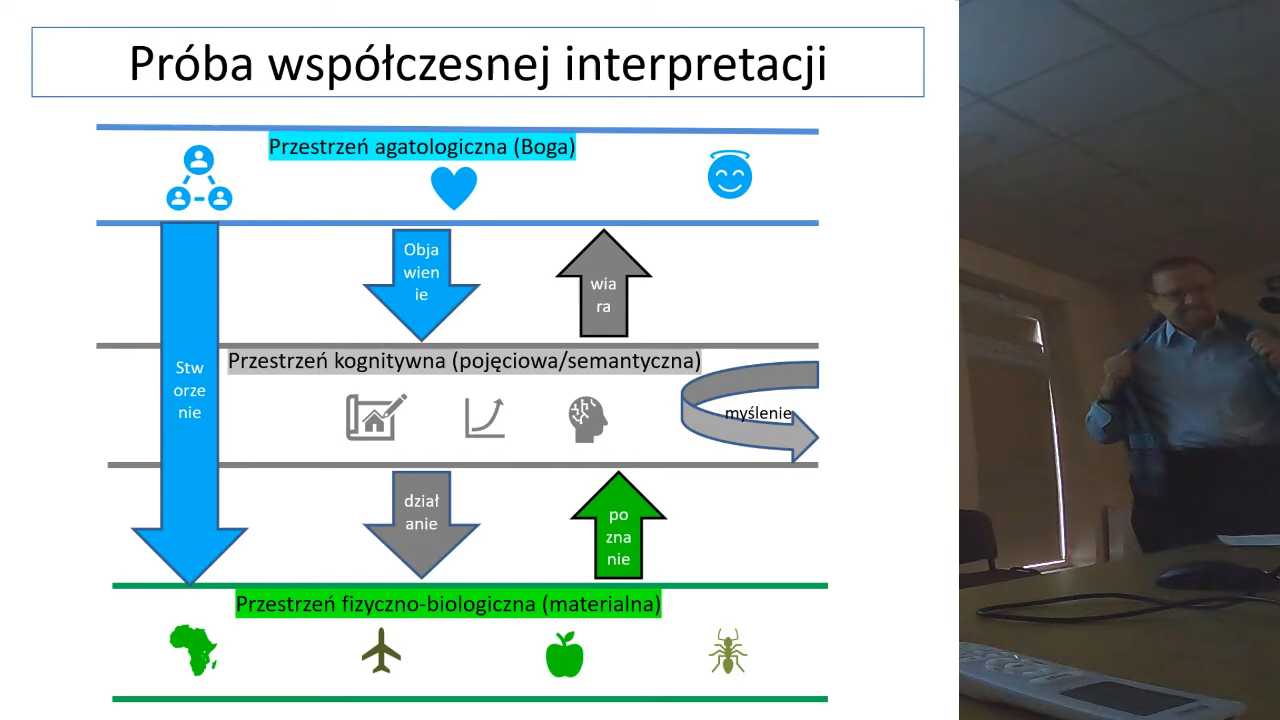 Próba współczesnej interpretacji
Przestrzeń agatologiczna (Boga)
Obja
wien
ie
wia
ra
Stw
orze
nie
Przestrzeń kognitywna (pojęciowa/semantyczna)
myślenie
dział
anie
po
zna
nie
Przestrzeń fizyczno-biologiczna (materialna)